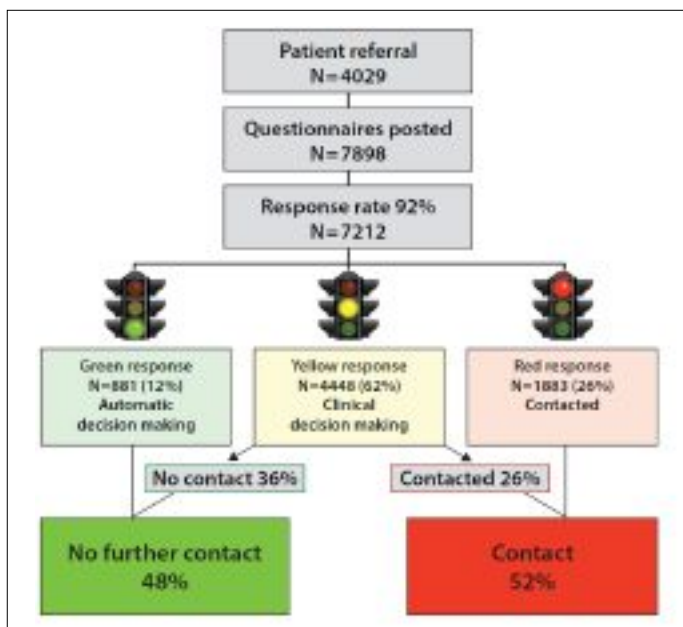 Patient referral
N=4029
Questionnaires posted
N=7898
Response rate 92%
N=7212
Green response
N=881 (12%)
Automatic
decision making
Yellow response
N=4448 (62%)
Clinical
decision making
Red response
N=1883 (26%)
Contacted
No contact 36%
Contacted 26%
No further contact
48%
Contact
52%